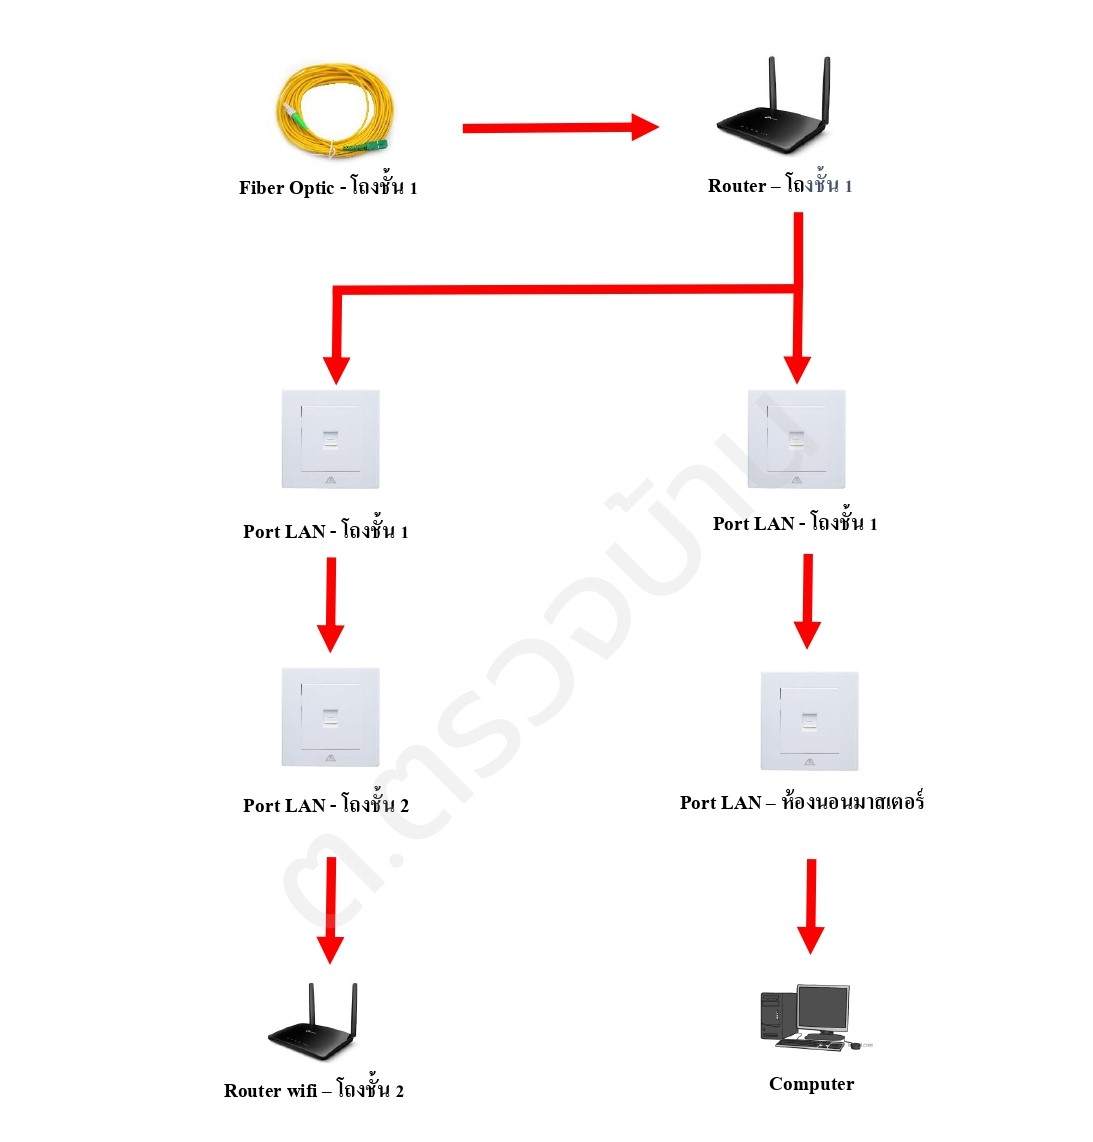 Fiber Optic - โถงชั้น 1
Router – โถงชั้น 1
Port LAN - โถงชั้น 1
Port LAN - โถงชั้น 1
Port LAN - โถงชั้น 2
Port LAN – ห้องนอนมาสเตอร์
Router wifi – โถงชั้น 2
Computer
ต.ตรวจบ้าน